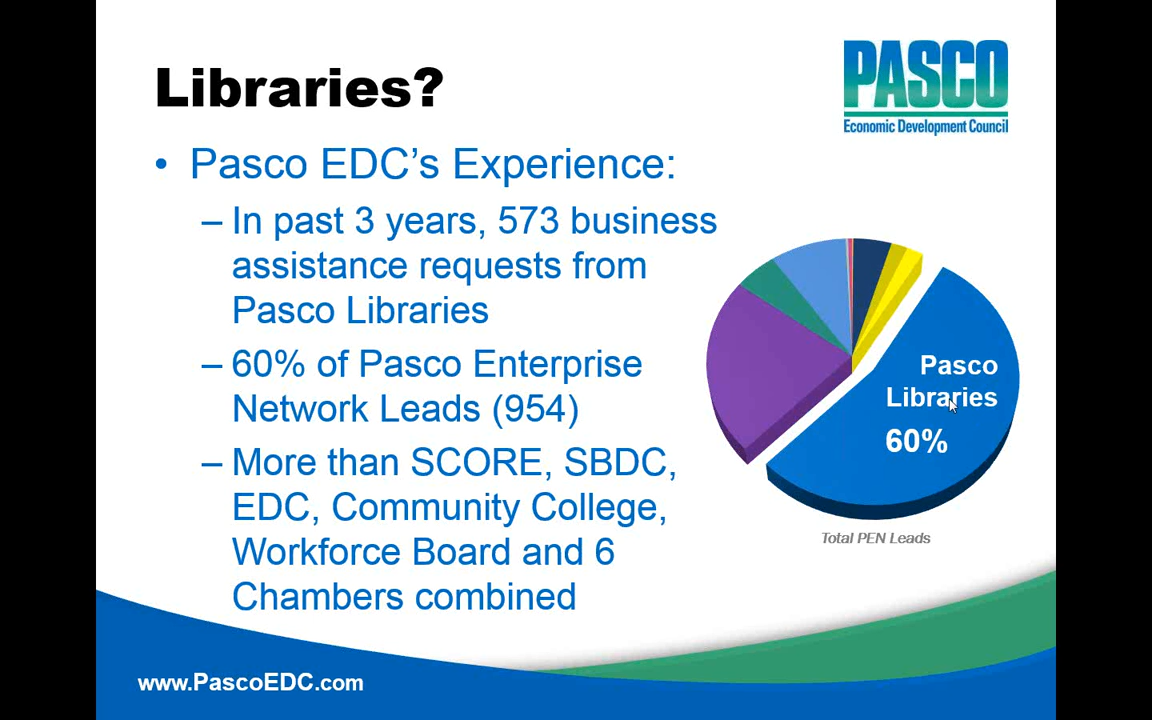 Libraries?
PASCO
Economic Development Council
• Pasco EDC’s Experience:
– In past 3 years, 573 business
assistance requests from
Pasco Libraries
– 60% of Pasco Enterprise
Network Leads (954)
– More than SCORE, SBDC,
EDC, Community College,
Workforce Board and 6
Chambers combined
Pasco
Libraries
60%
Total PEN Leads
www.PascoEDC.com